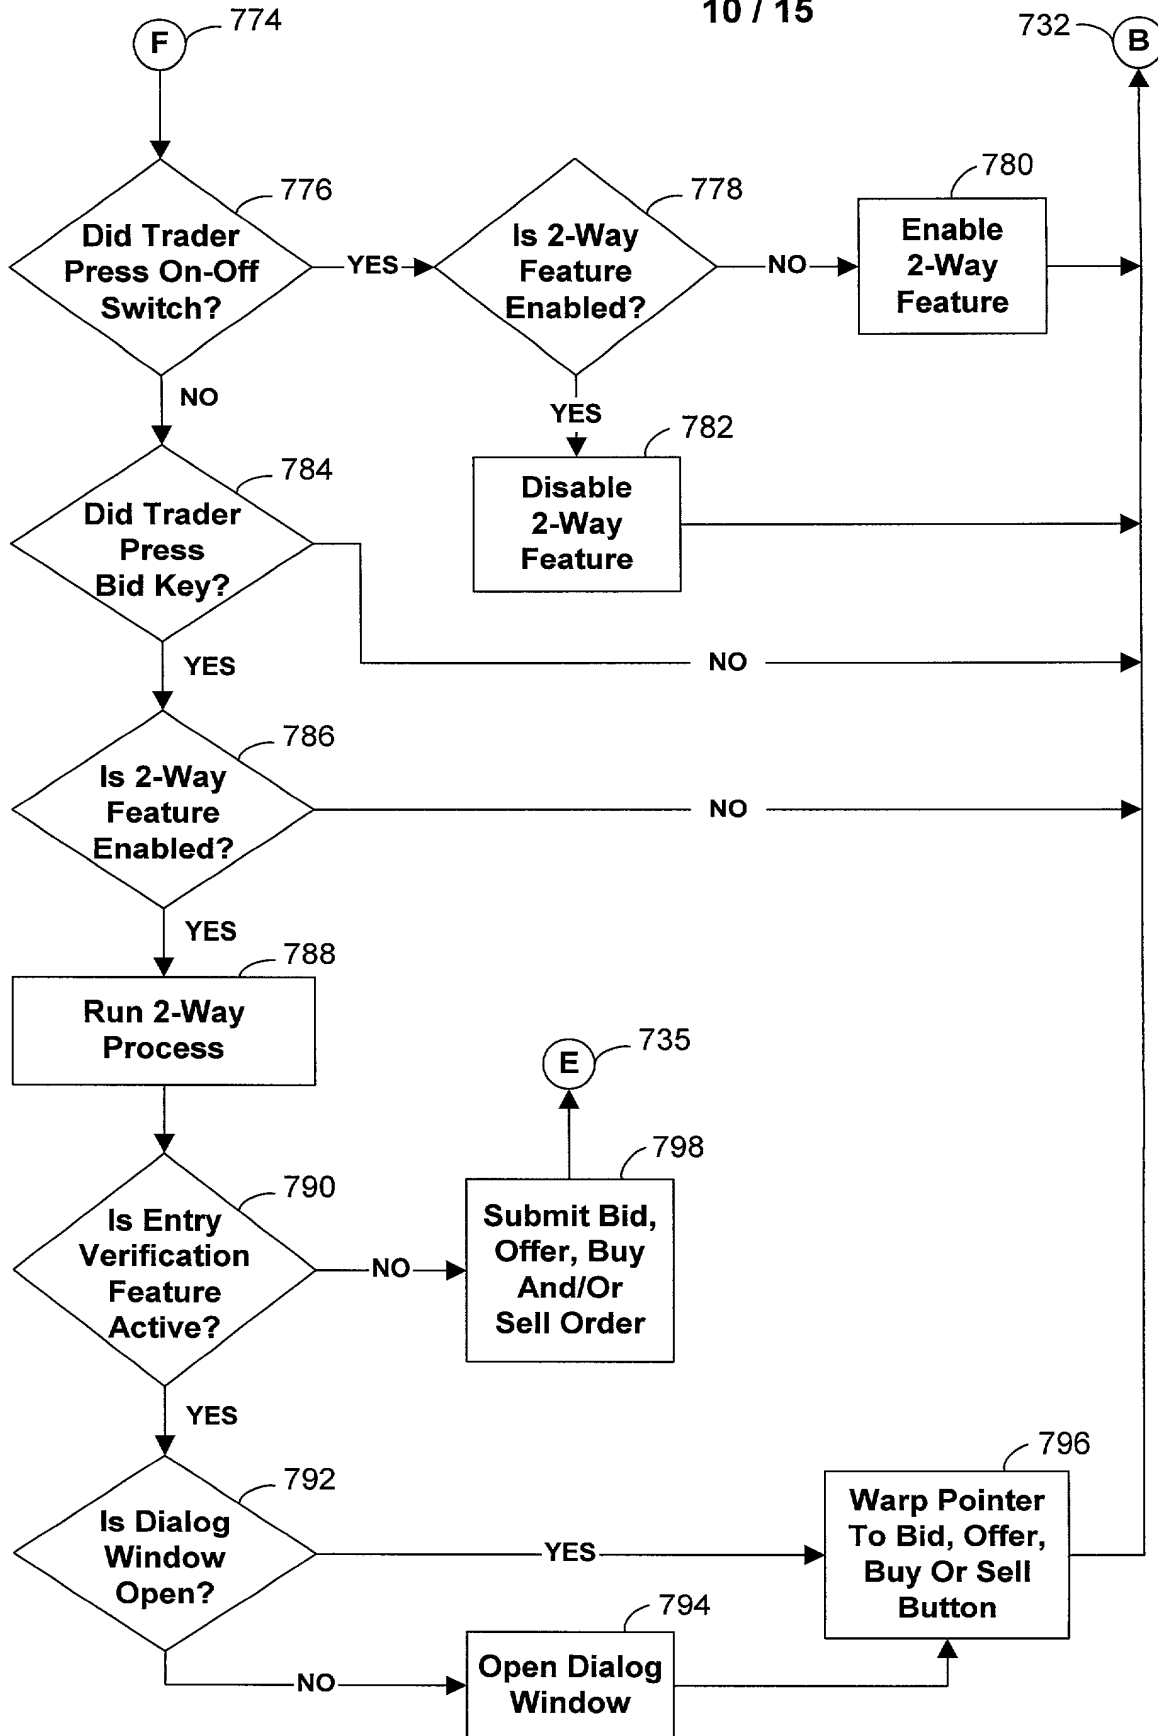 10 / 15
F
774
732
B
776
Did Trader
Press On-Off
Switch?
YES
778
Is 2-Way
Feature
Enabled?
NO
780
Enable
2-Way
Feature
NO
YES
782
Disable
2-Way
Feature
784
Did Trader
Press
Bid Key?
NO
YES
786
Is 2-Way
Feature
Enabled?
NO
YES
788
Run 2-Way
Process
E
735
790
Is Entry
Verification
Feature
Active?
NO
798
Submit Bid,
Offer, Buy
And/Or
Sell Order
YES
792
Is Dialog
Window
Open?
YES
796
Warp Pointer
To Bid, Offer,
Buy Or Sell
Button
NO
794
Open Dialog
Window